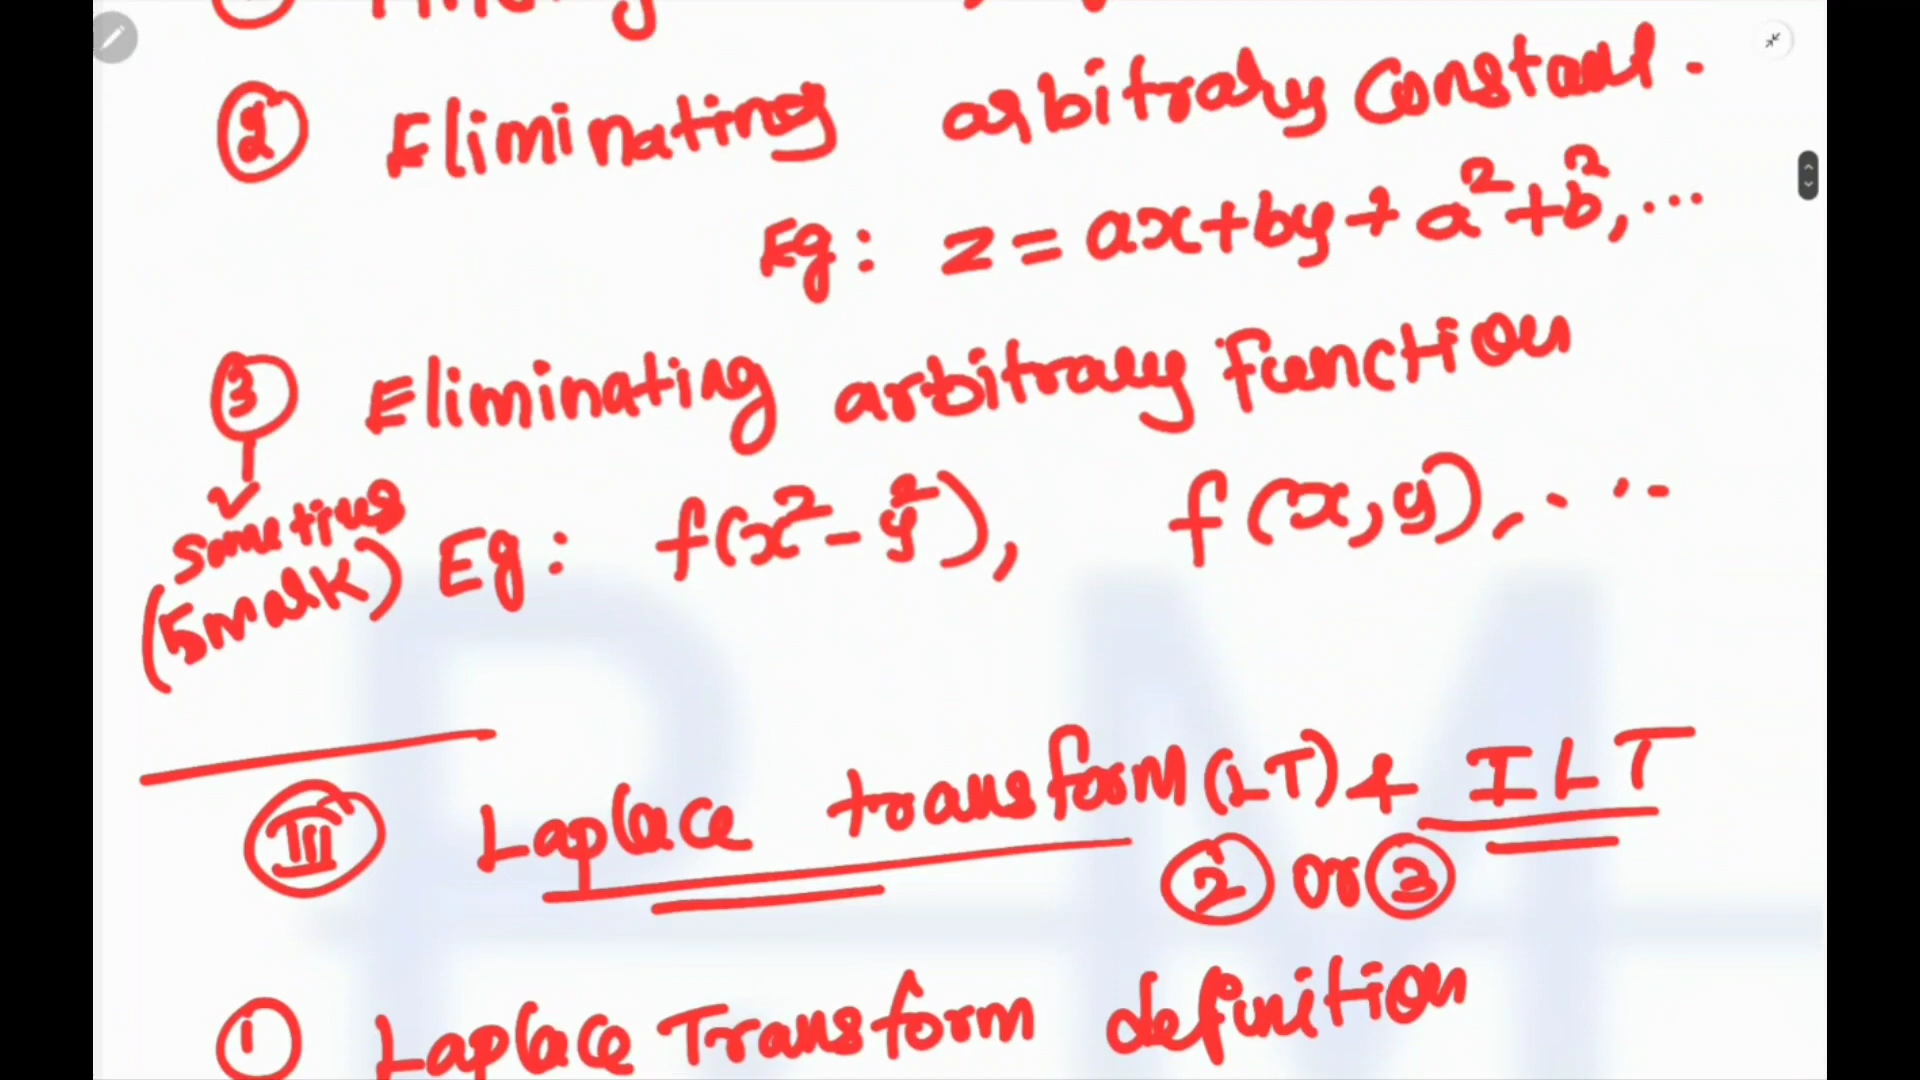 ② Eliminating arbitrary constant.
Eg: z = ax+by+a²+b²,...
③ Eliminating arbitrary function
sometimes
(5mark) Eg: f(x²-y²), f(x,y),...
III Laplace transform (LT) & ILT
② or ③
① Laplace Transform definition